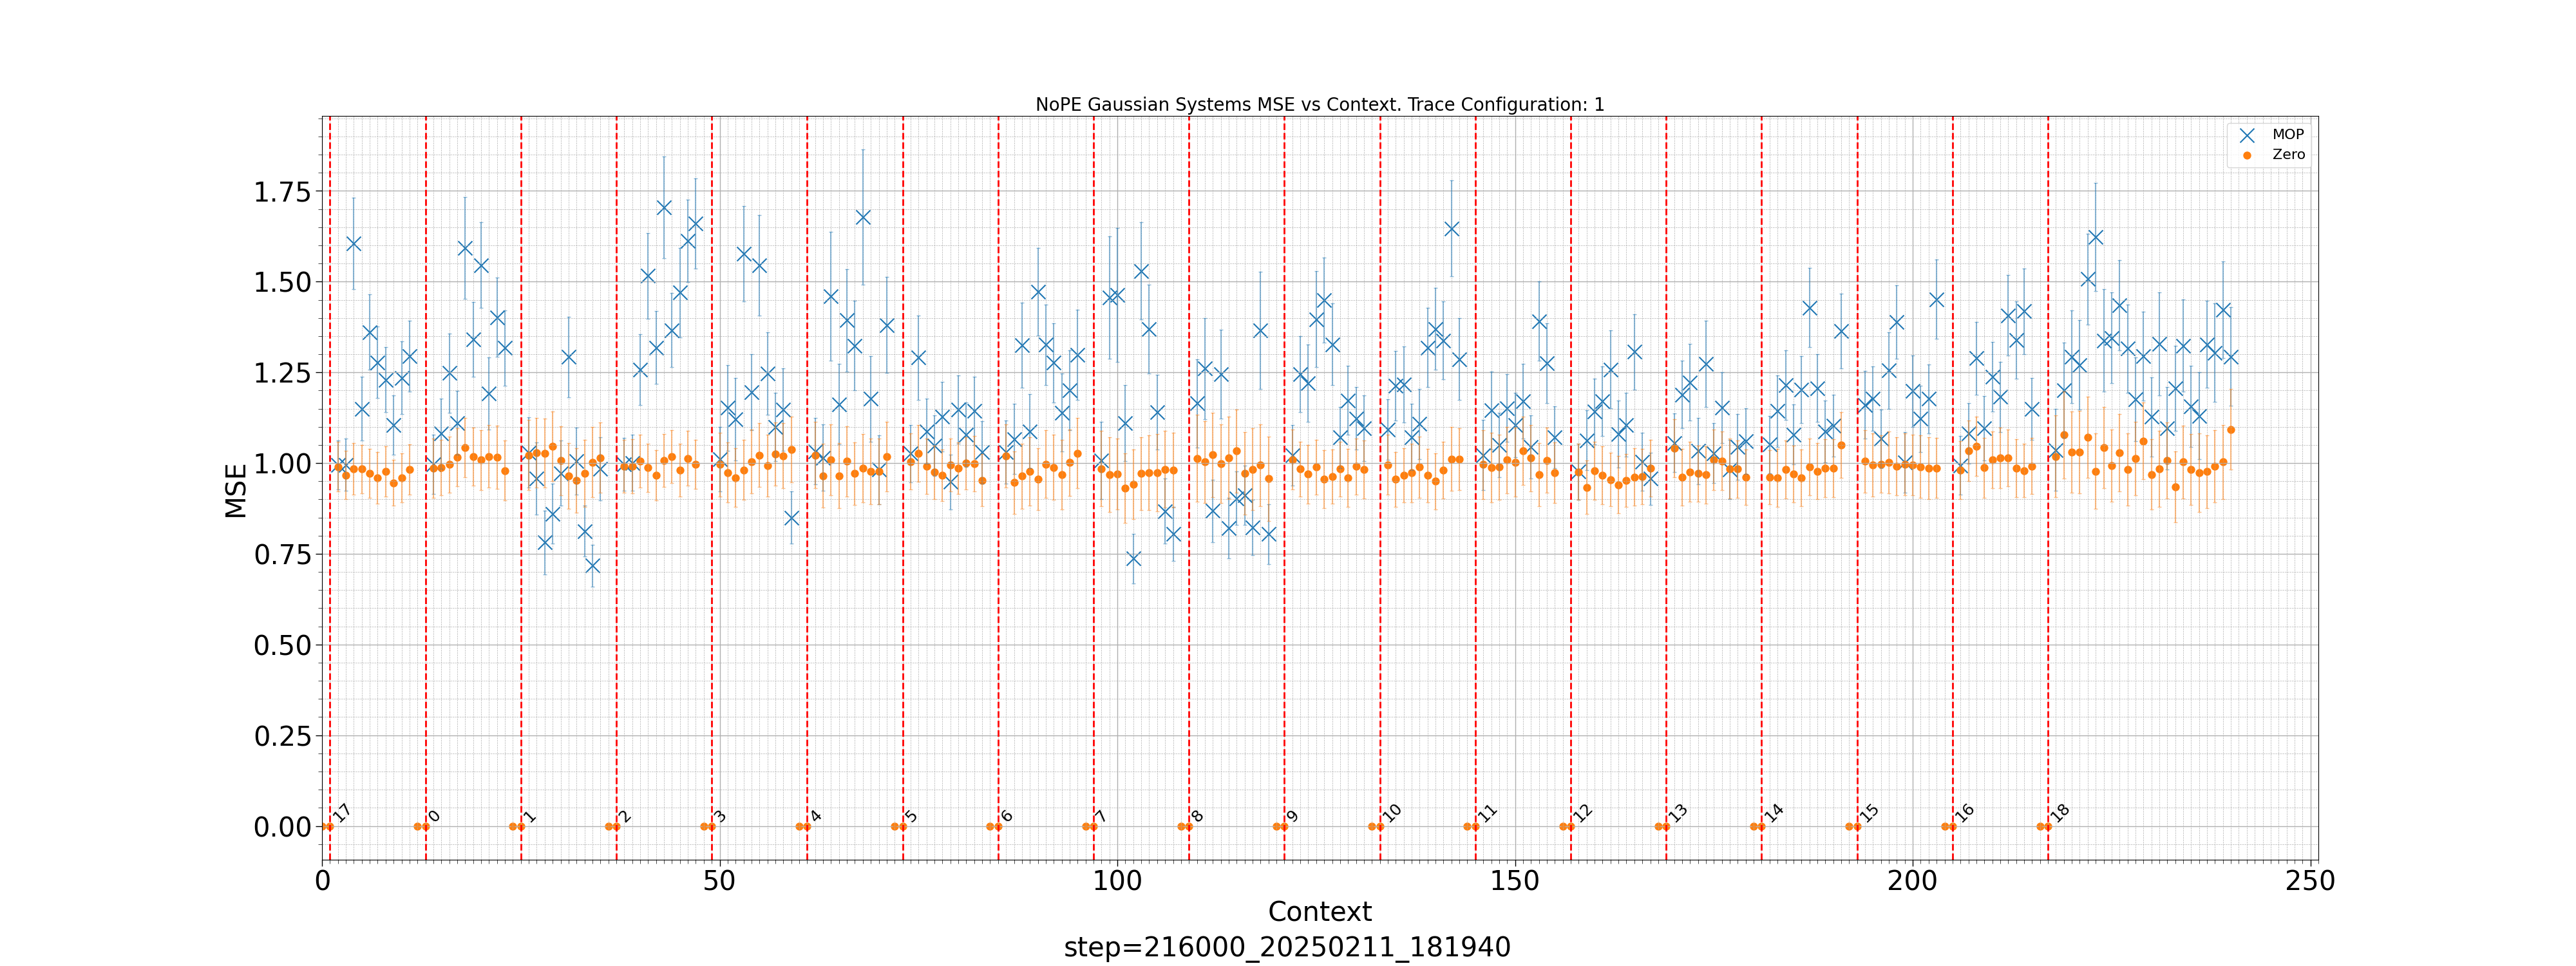 NoPE Gaussian Systems MSE vs Context. Trace Configuration: 1
MOP
Zero
MSE
1.75
1.50
1.25
1.00
0.75
0.50
0.25
0.00
17 0 1 2 3 4 5 6 7 8 9 10 11 12 13 14 15 16 18
0 50 100 150 200 250
Context
step=216000_20250211_181940